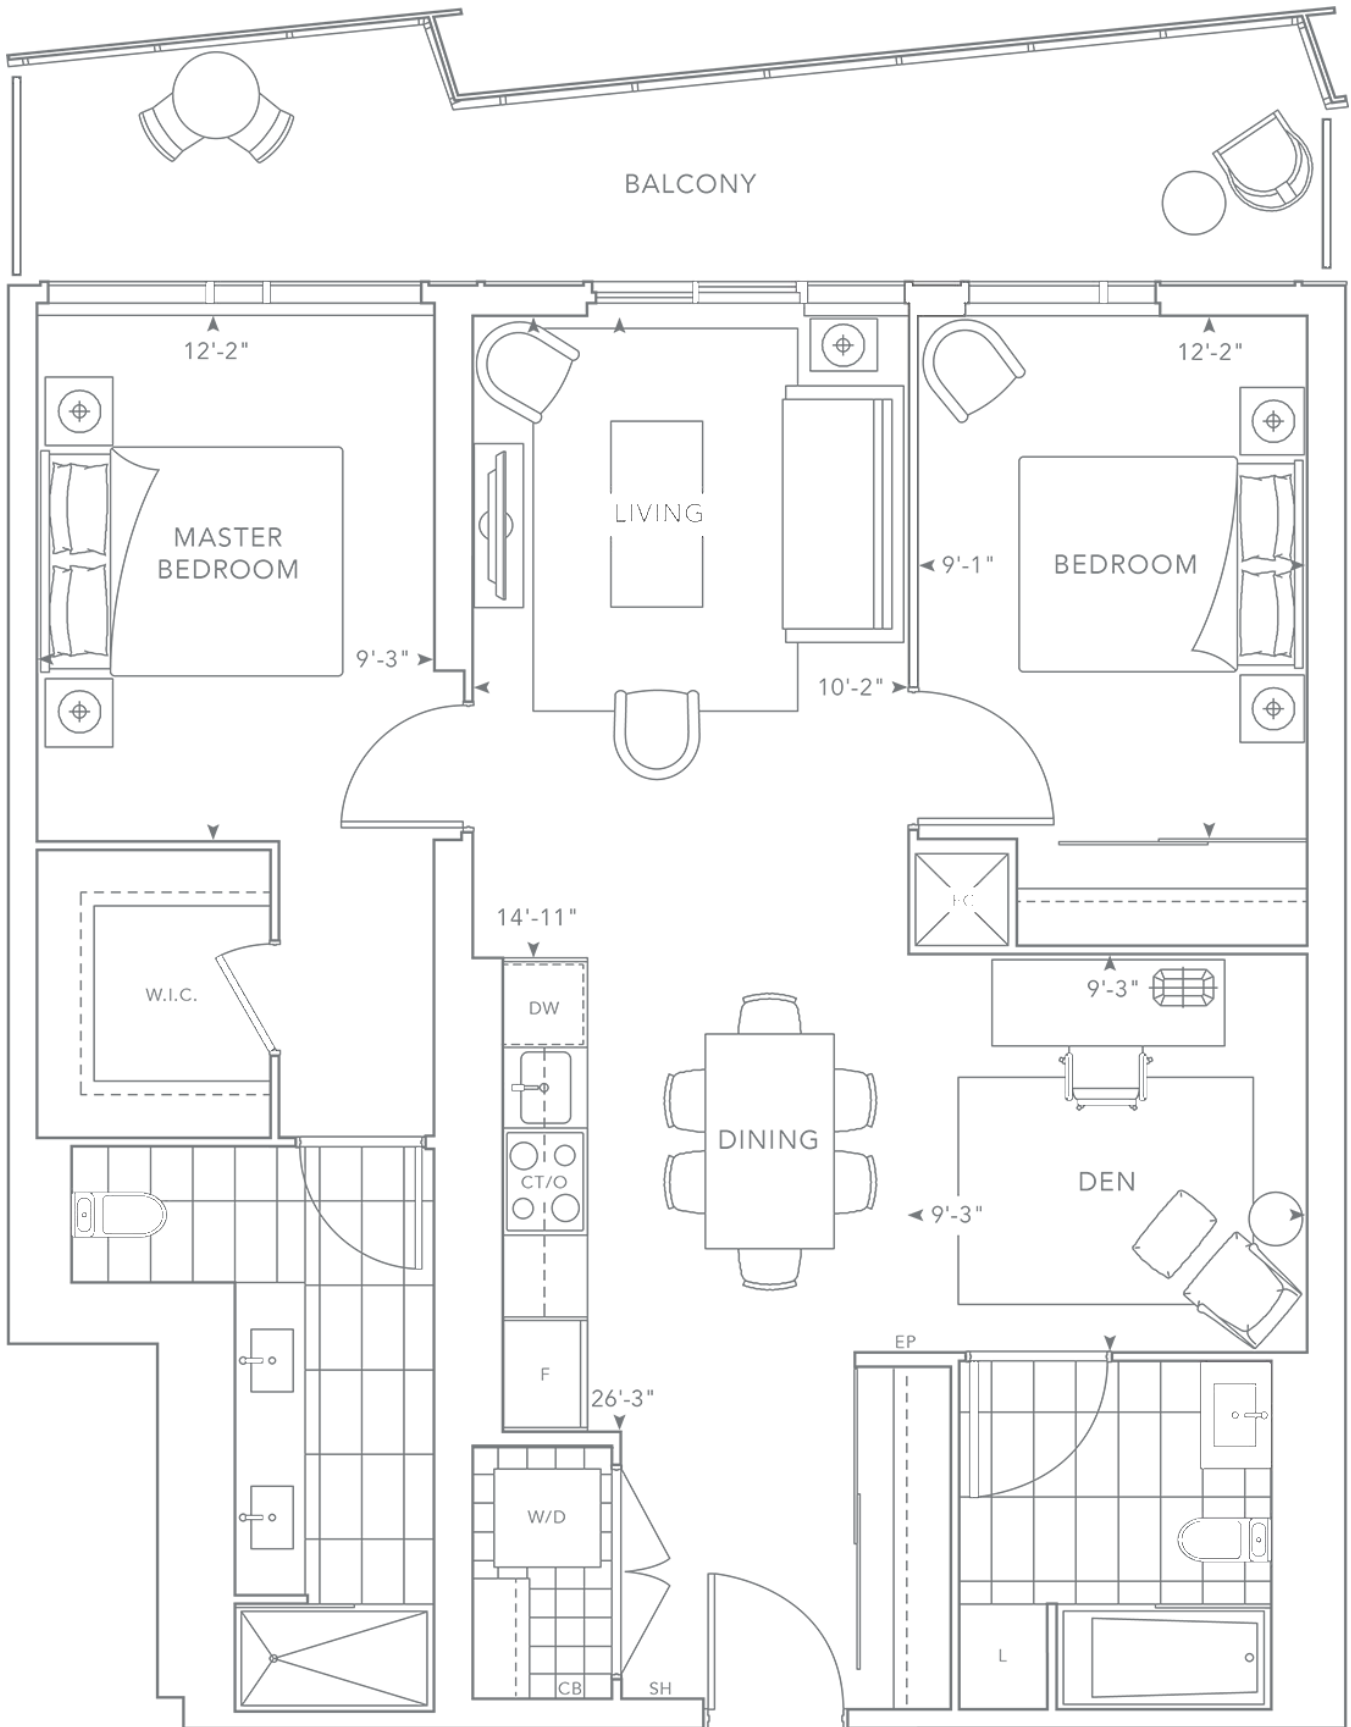 BALCONY
12'-2"
12'-2"
MASTER
BEDROOM
LIVING
9'-1"
BEDROOM
9'-3"
10'-2"
FC
14'-11"
W.I.C.
DW
9'-3"
DINING
CT/O
DEN
9'-3"
EP
F
26'-3"
W/D
L
CB
SH